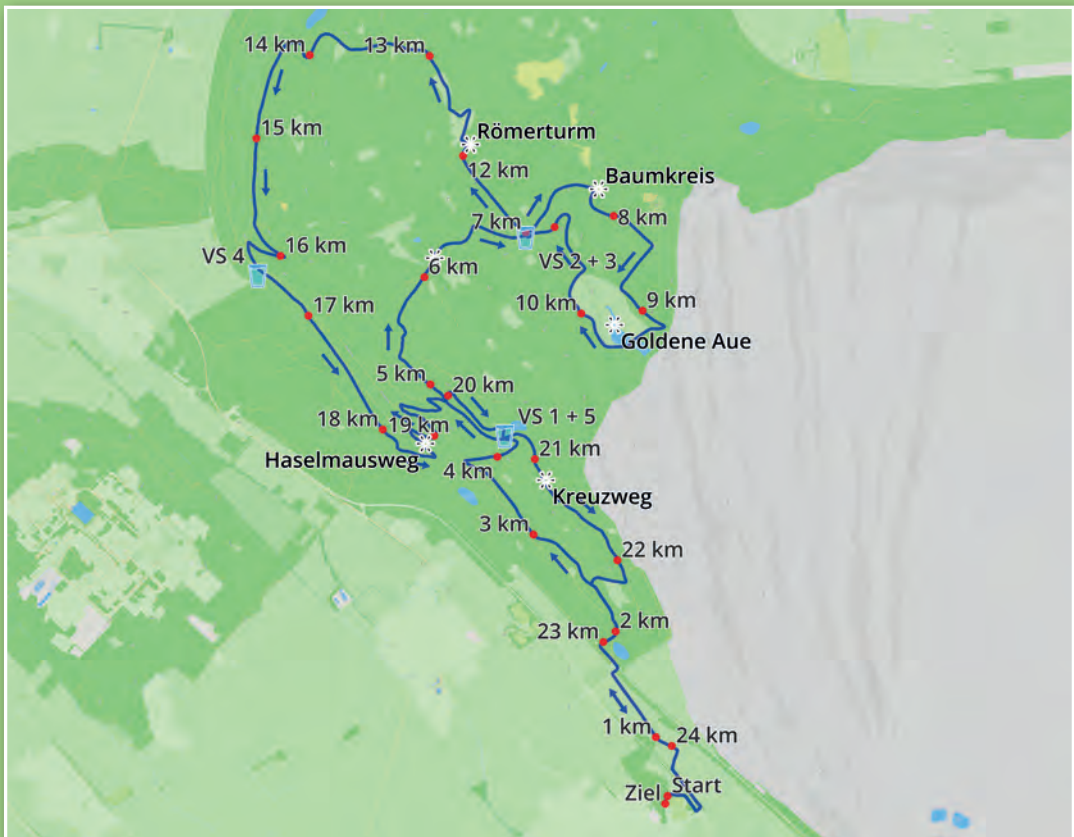 14 km
13 km
15 km
Römerturm
12 km
Baumkreis
7 km
8 km
VS 4
16 km
6 km
VS 2 + 3
17 km
10 km
9 km
Goldene Aue
5 km
20 km
18 km
19 km
VS 1 + 5
Haselmausweg
4 km
21 km
Kreuzweg
3 km
22 km
2 km
23 km
1 km
24 km
Ziel
Start